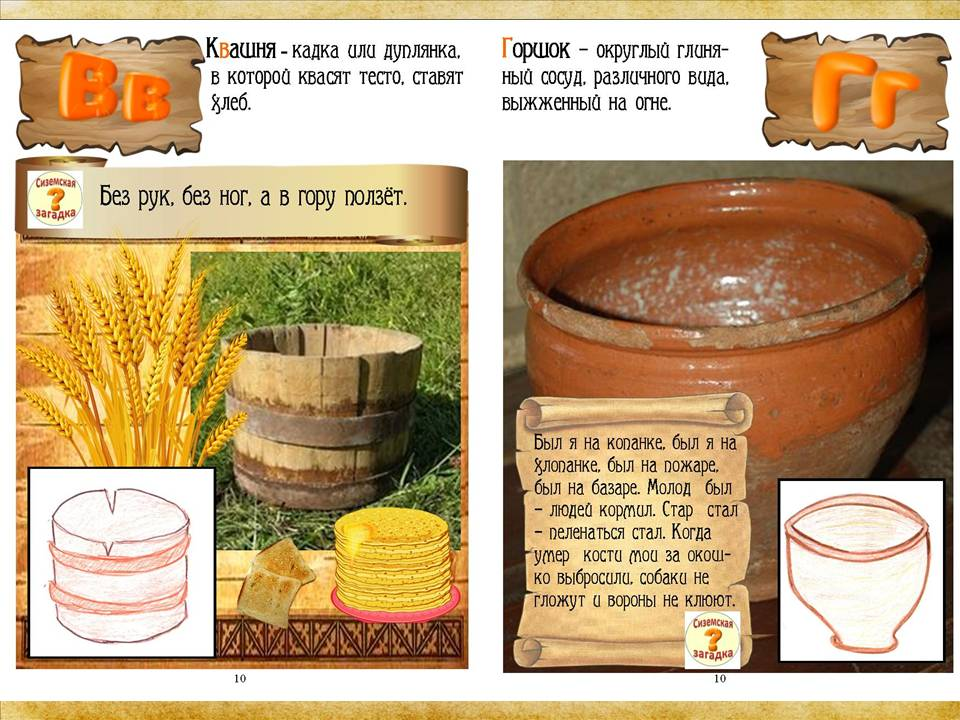 Вв
Квашня - кадка или дуплянка,
в которой квасят тесто, ставят
хлеб.
Сиземская
?
загадка
Без рук, без ног, а в гору ползёт.
10
Горшок – округлый глиня-
ный сосуд, различного вида,
выжженный на огне.
Гг
Был я на копанке, был я на
хлопанке, был на пожаре,
был на базаре. Молод был
– людей кормил. Стар стал
– пеленаться стал. Когда
умер кости мои за окош-
ко выбросили, собаки не
гложут и вороны не клюют.
Сиземская
?
загадка
10